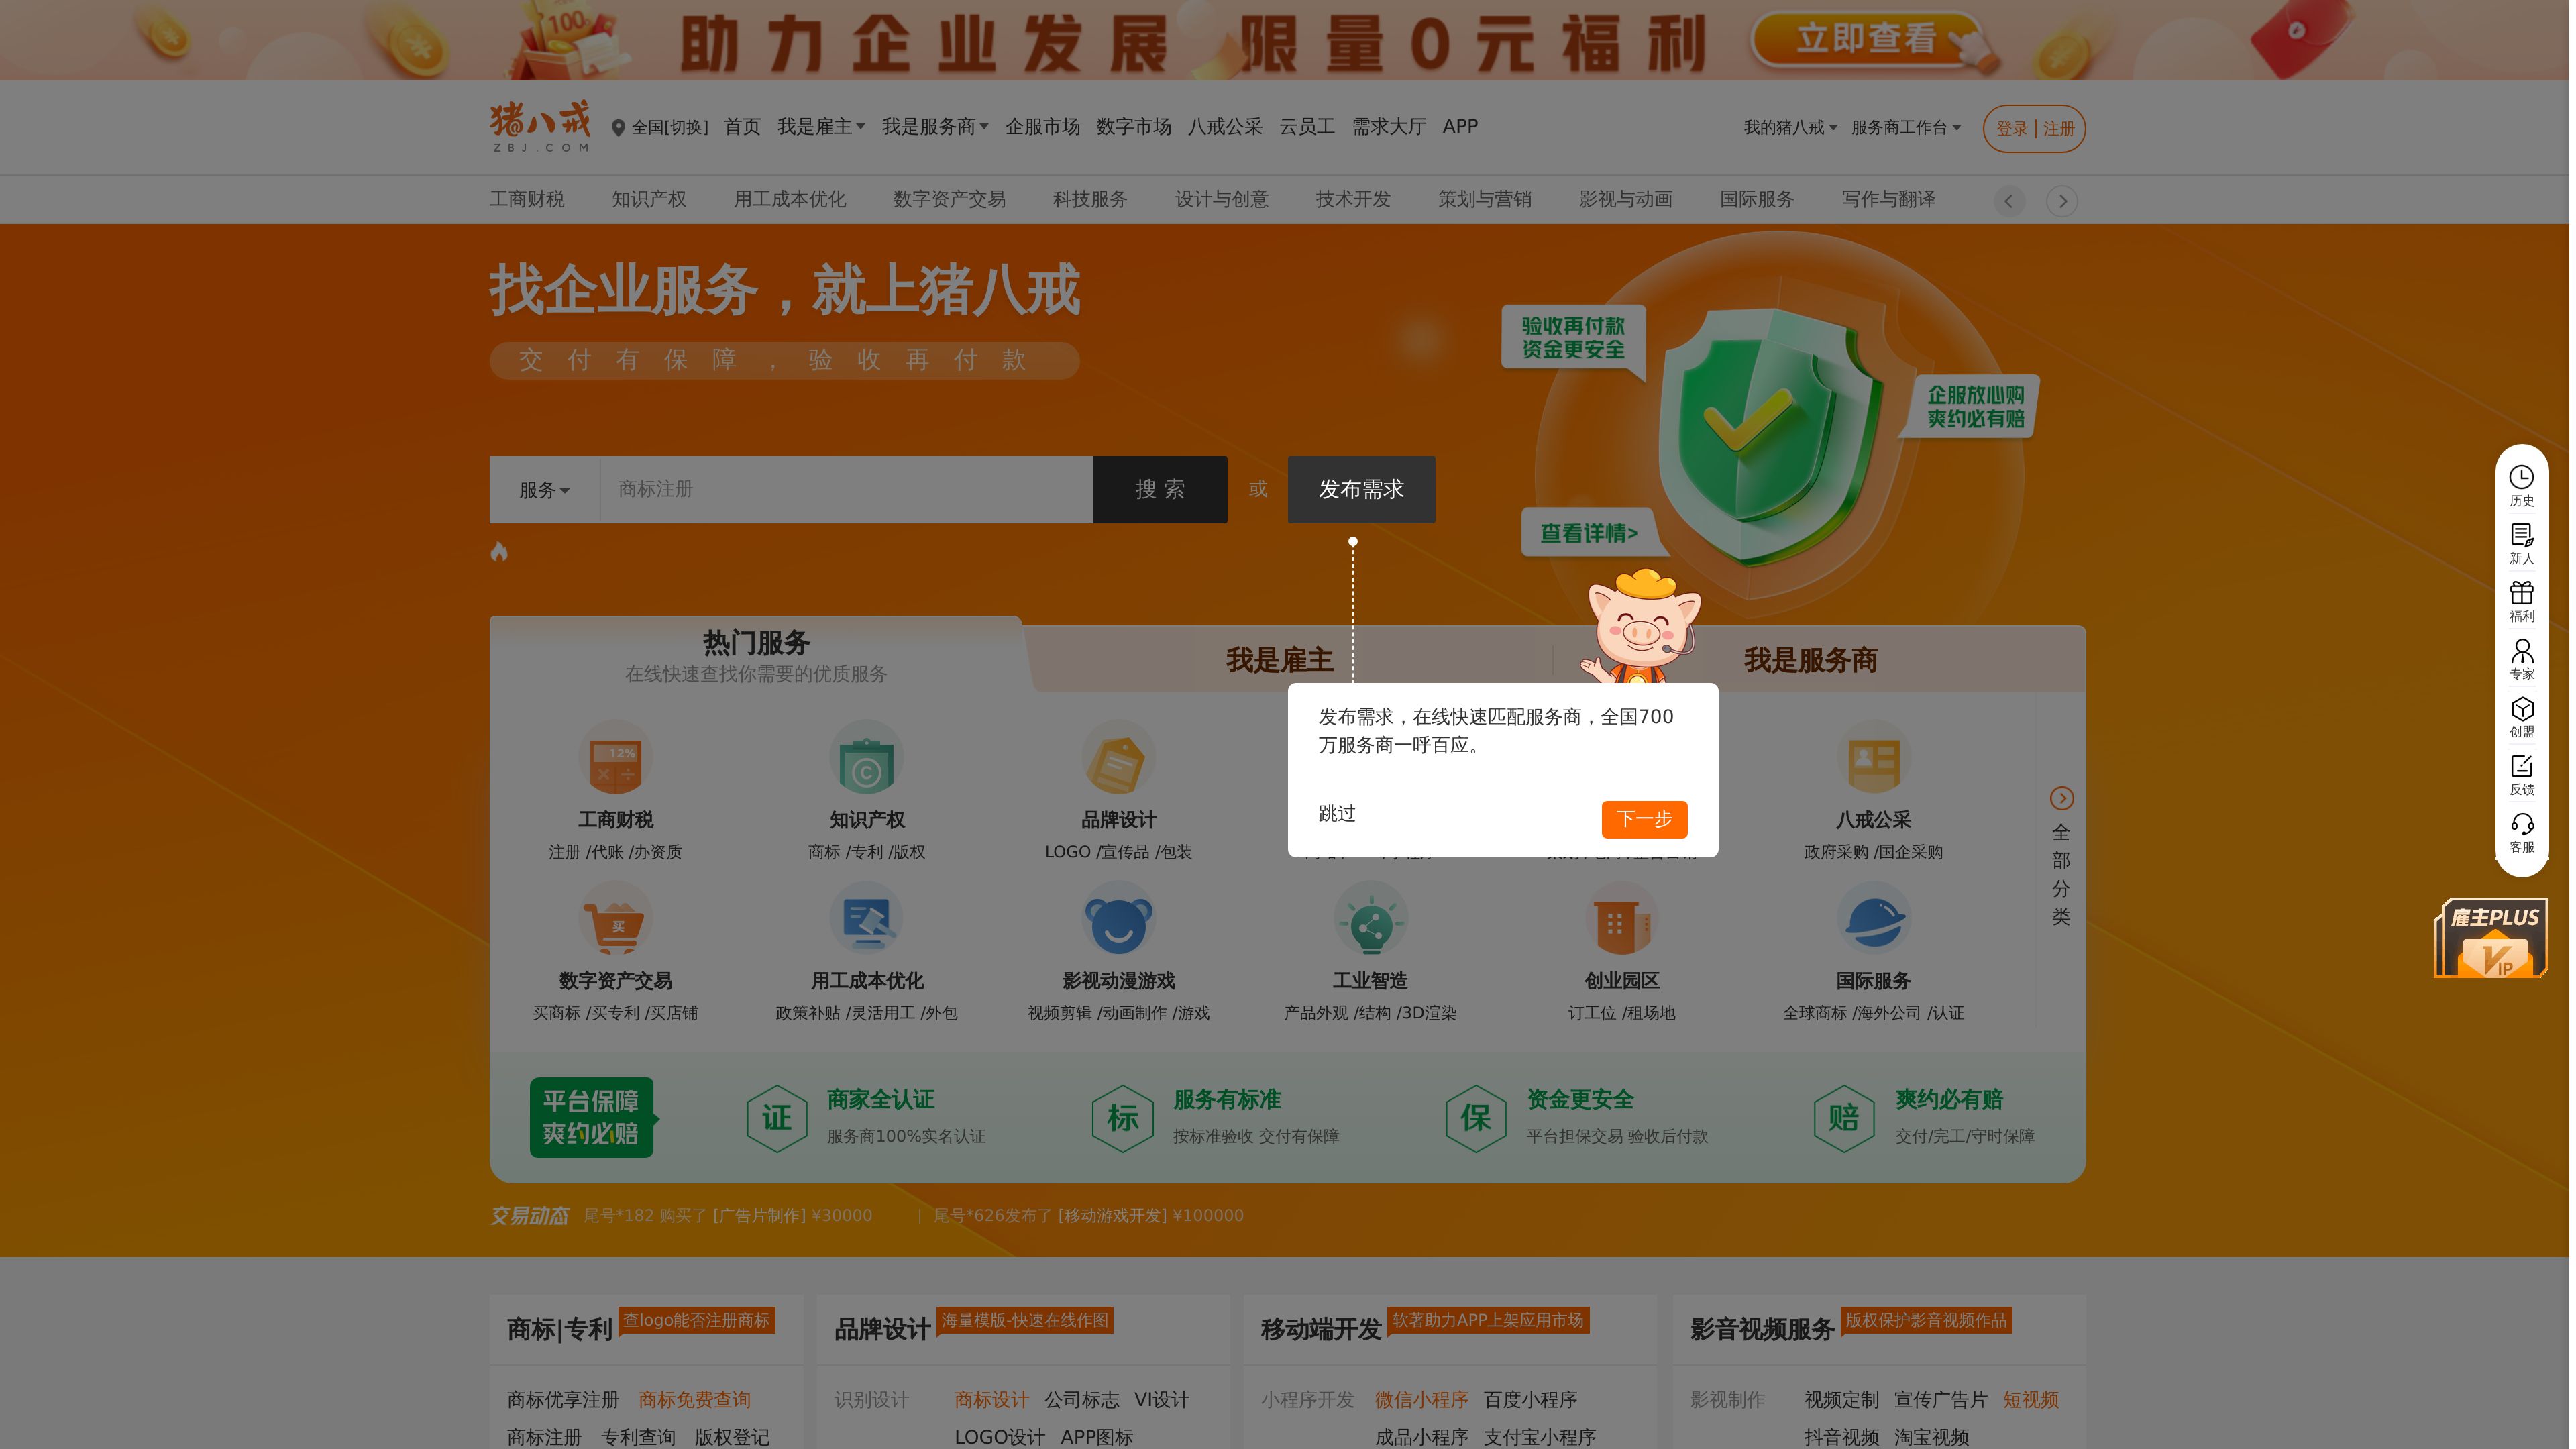 助力企业发展 限量0元福利 立即查看
猪八戒
ZBJ.COM
全国[切换] 首页 我是雇主 我是服务商 企服市场 数字市场 八戒公采 云员工 需求大厅 APP
我的猪八戒 服务商工作台 登录 | 注册
工商财税 知识产权 用工成本优化 数字资产交易 科技服务 设计与创意 技术开发 策划与营销 影视与动画 国际服务 写作与翻译
找企业服务，就上猪八戒
交付有保障，验收再付款
验收再付款
资金更安全
企服放心购
爽约必有赔
服务 商标注册 搜 索 或 发布需求
查看详情>
热门服务
在线快速查找你需要的优质服务
我是雇主
我是服务商
发布需求，在线快速匹配服务商，全国700
万服务商一呼百应。
跳过 下一步
12%
工商财税
注册 /代账 /办资质
C
知识产权
商标 /专利 /版权
品牌设计
LOGO /宣传品 /包装
八戒公采
政府采购 /国企采购
全
部
分
类
买
数字资产交易
买商标 /买专利 /买店铺
用工成本优化
政策补贴 /灵活用工 /外包
影视动漫游戏
视频剪辑 /动画制作 /游戏
工业智造
产品外观 /结构 /3D渲染
创业园区
订工位 /租场地
国际服务
全球商标 /海外公司 /认证
平台保障
爽约必赔
证
商家全认证
服务商100%实名认证
标
服务有标准
按标准验收 交付有保障
保
资金更安全
平台担保交易 验收后付款
赔
爽约必有赔
交付/完工/守时保障
交易动态 尾号*182 购买了 [广告片制作] ¥30000 | 尾号*626发布了 [移动游戏开发] ¥100000
历史
新人
福利
专家
创盟
反馈
客服
雇主PLUS
VIP
商标|专利 查logo能否注册商标
商标优享注册 商标免费查询
商标注册 专利查询 版权登记
品牌设计 海量模版-快速在线作图
识别设计 商标设计 公司标志 VI设计
LOGO设计 APP图标
移动端开发 软著助力APP上架应用市场
小程序开发 微信小程序 百度小程序
成品小程序 支付宝小程序
影音视频服务 版权保护影音视频作品
影视制作 视频定制 宣传广告片 短视频
抖音视频 淘宝视频